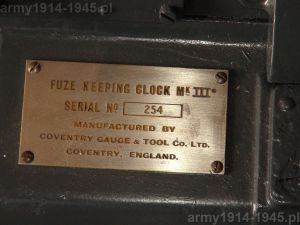 army1914-1945.pl
FUZE KEEPING CLOCK MK III*
SERIAL NO 254
MANUFACTURED BY
COVENTRY GAUGE & TOOL CO. LTD.
COVENTRY, ENGLAND.
army1914-1945.pl